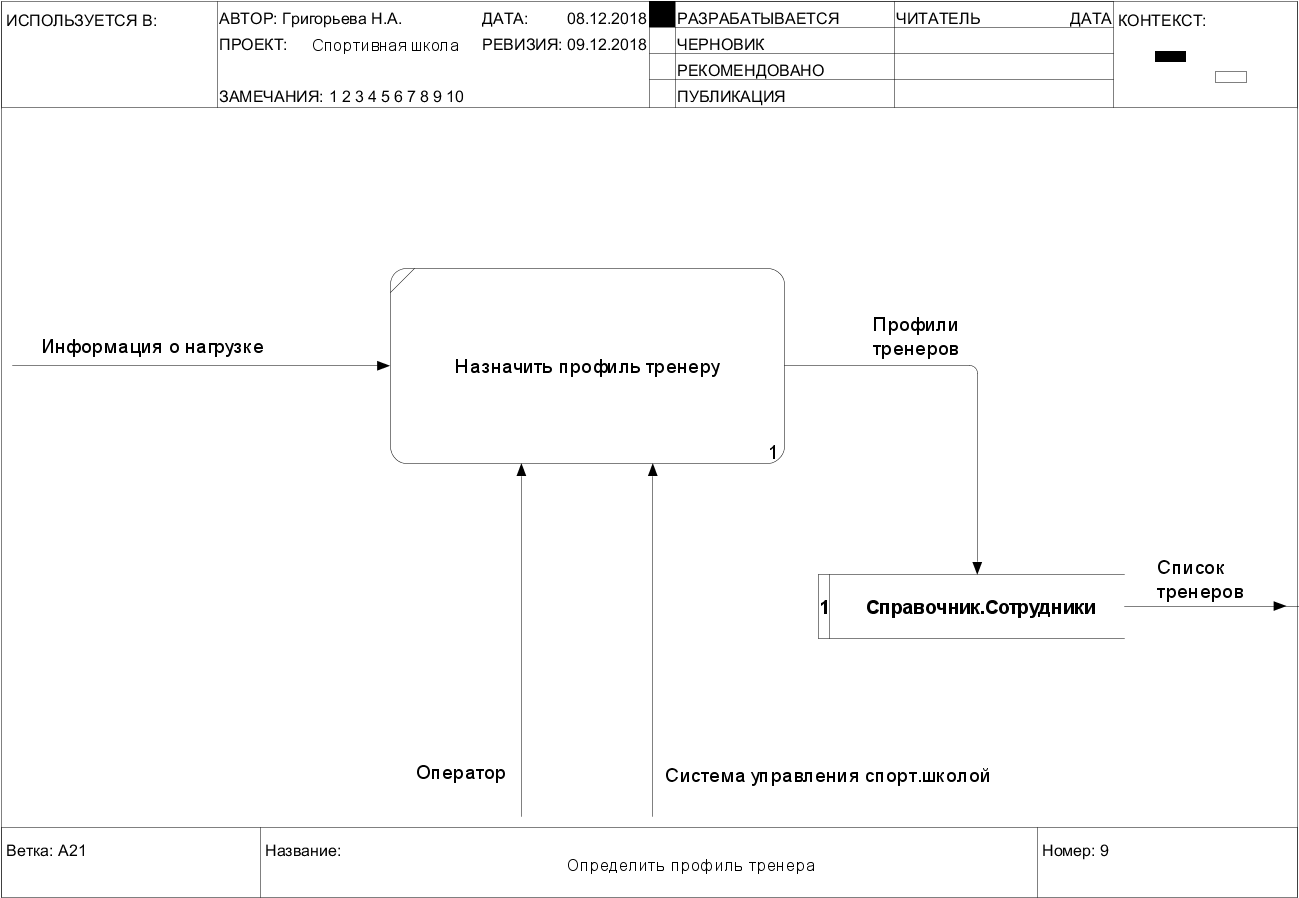 ИСПОЛЬЗУЕТСЯ В:
АВТОР: Григорьева Н.А.
ДАТА: 08.12.2018
ПРОЕКТ: Спортивная школа
РЕВИЗИЯ: 09.12.2018
ЗАМЕЧАНИЯ: 1 2 3 4 5 6 7 8 9 10
РАЗРАБАТЫВАЕТСЯ
ЧЕРНОВИК
РЕКОМЕНДОВАНО
ПУБЛИКАЦИЯ
ЧИТАТЕЛЬ ДАТА
КОНТЕКСТ:
Информация о нагрузке
Назначить профиль тренеру
1
Профили
тренеров
1 Справочник.Сотрудники
Список
тренеров
Оператор
Система управления спорт.школой
Ветка: A21
Название:
Определить профиль тренера
Номер: 9